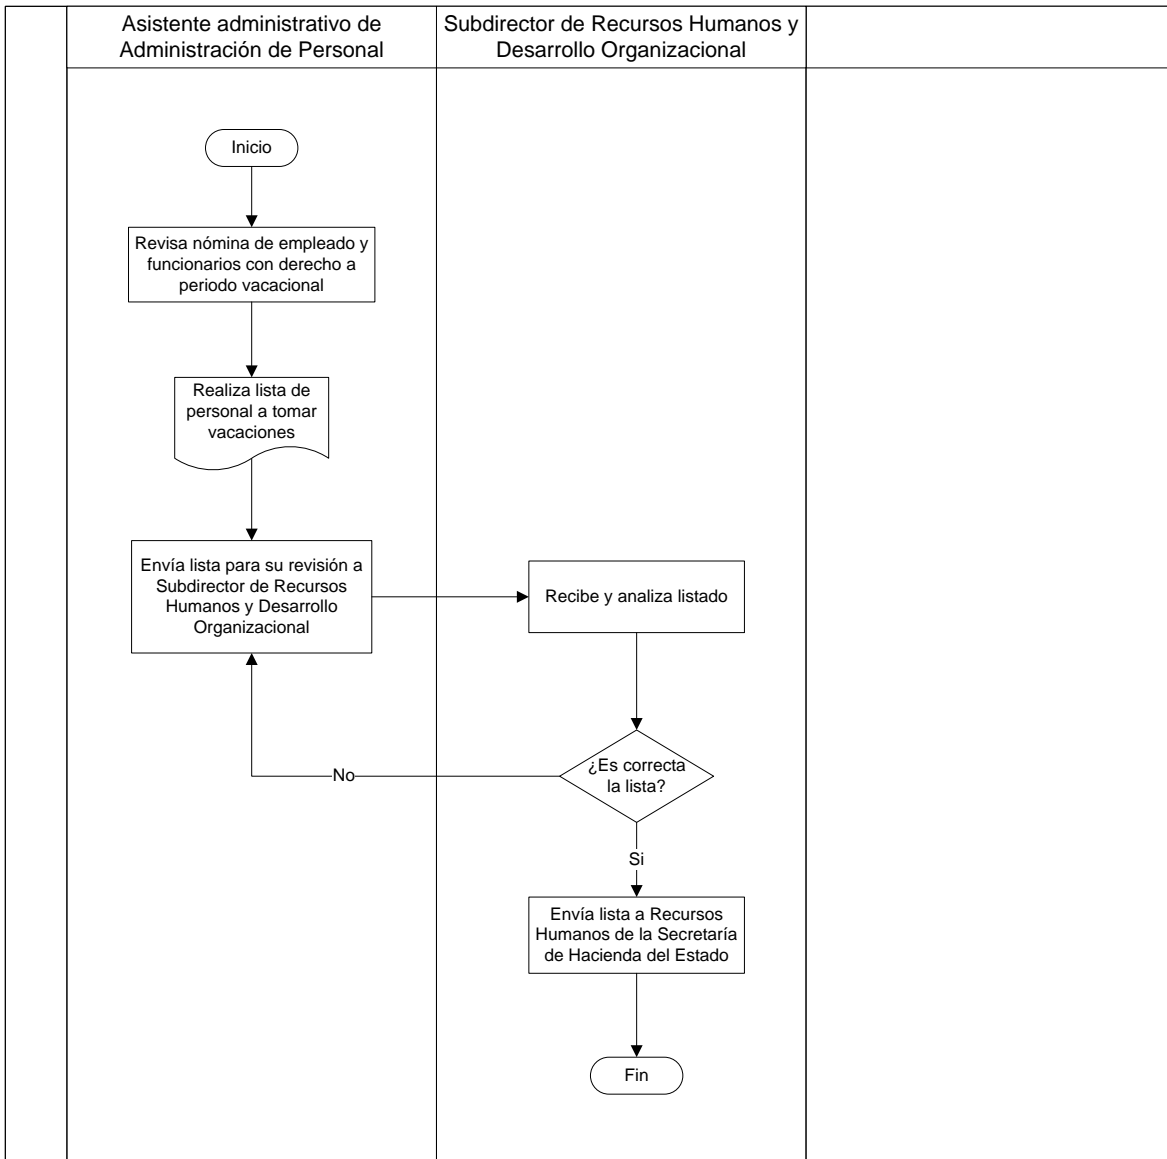 Asistente administrativo de
Administración de Personal
Subdirector de Recursos Humanos y
Desarrollo Organizacional
Inicio
Revisa nómina de empleado y
funcionarios con derecho a
periodo vacacional
Realiza lista de
personal a tomar
vacaciones
Envía lista para su revisión a
Subdirector de Recursos
Humanos y Desarrollo
Organizacional
Recibe y analiza listado
¿Es correcta
la lista?
No
Si
Envía lista a Recursos
Humanos de la Secretaría
de Hacienda del Estado
Fin